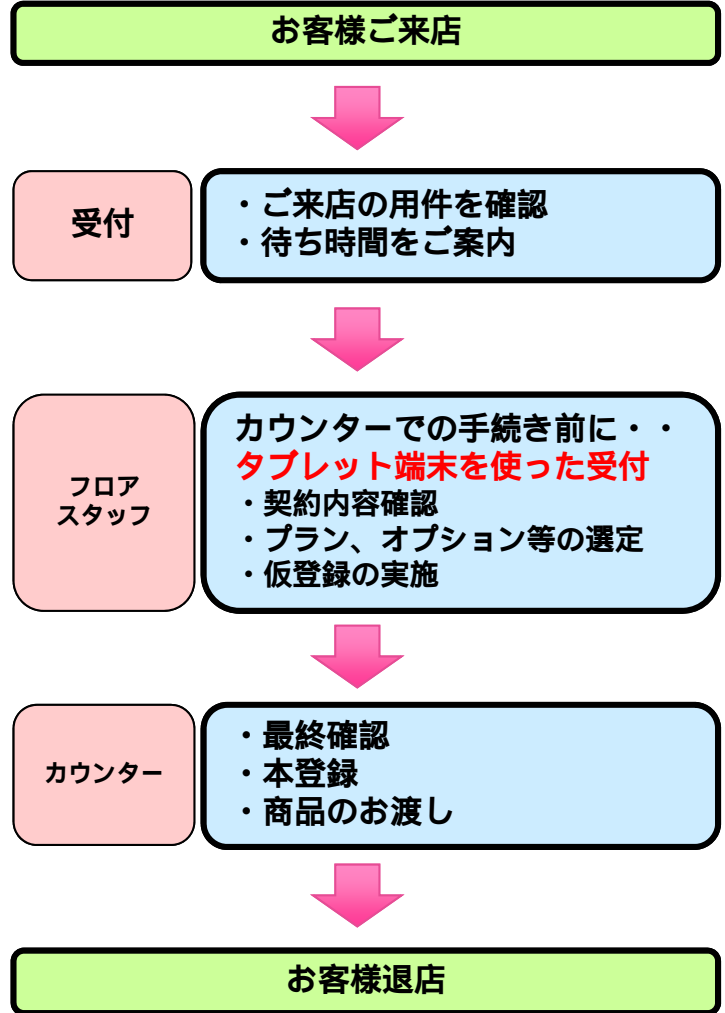 お客様ご来店
受付
・ご来店の用件を確認
・待ち時間をご案内
フロア
スタッフ
カウンターでの手続き前に・・
タブレット端末を使った受付
・契約内容確認
・プラン、オプション等の選定
・仮登録の実施
カウンター
・最終確認
・本登録
・商品のお渡し
お客様退店